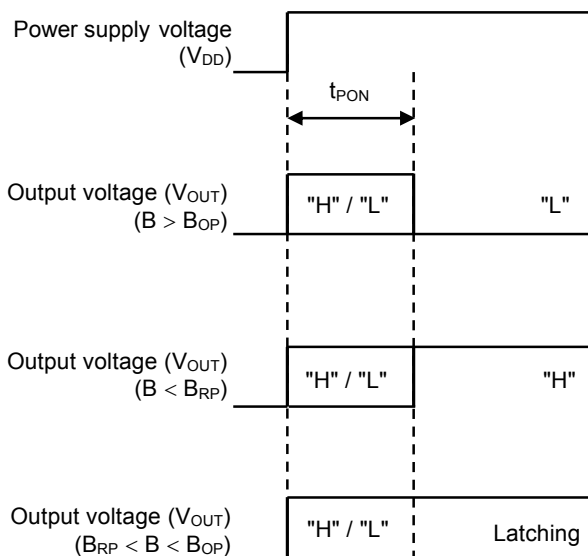 Power supply voltage
(VDD)
tPON
Output voltage (VOUT)
(B > BOP)
"H" / "L"
"L"
Output voltage (VOUT)
(B < BRP)
"H" / "L"
"H"
Output voltage (VOUT)
(BRP < B < BOP)
"H" / "L"
Latching